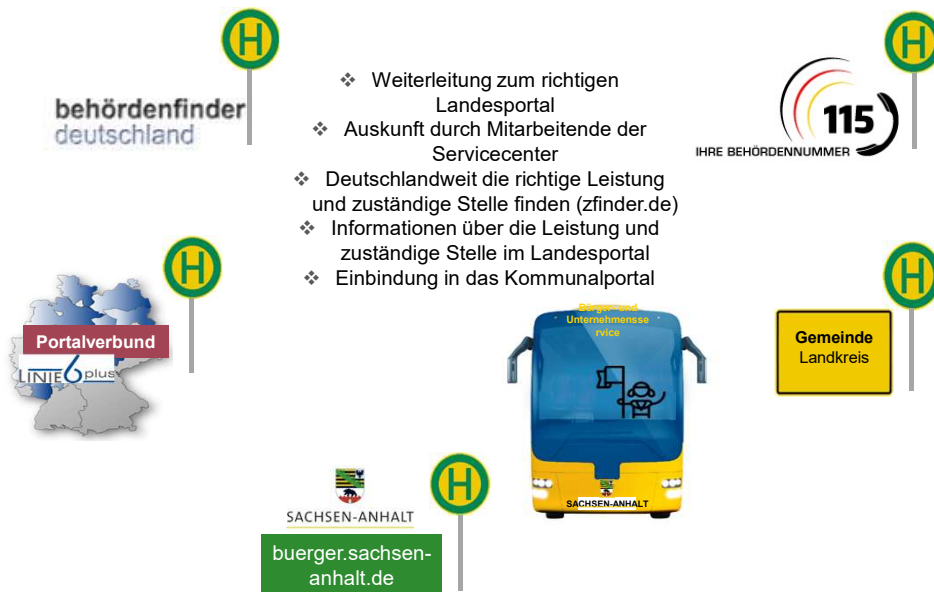 H
H
behördenfinder
deutschland
❖ Weiterleitung zum richtigen
Landesportal
❖ Auskunft durch Mitarbeitende der
Servicecenter
❖ Deutschlandweit die richtige Leistung
und zuständige Stelle finden (zfinder.de)
❖ Informationen über die Leistung und
zuständige Stelle im Landesportal
❖ Einbindung in das Kommunalportal
115
IHRE BEHÖRDENNUMMER
H
H
Portalverbund
LINIE6plus
Bürger- und
Unternehmensse
rvice
SACHSEN-ANHALT
Gemeinde
Landkreis
H
SACHSEN-ANHALT
buerger.sachsen-
anhalt.de